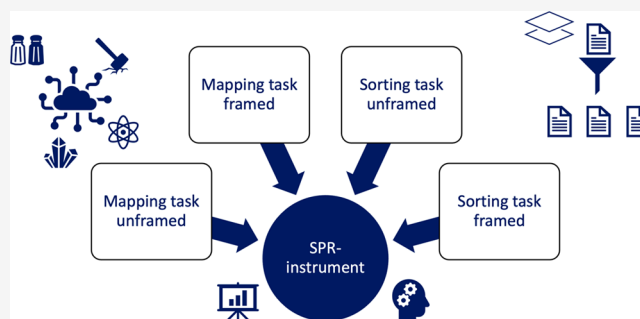 Mapping task
framed
Sorting task
unframed
Mapping task
unframed
Sorting task
framed
SPR-
instrument